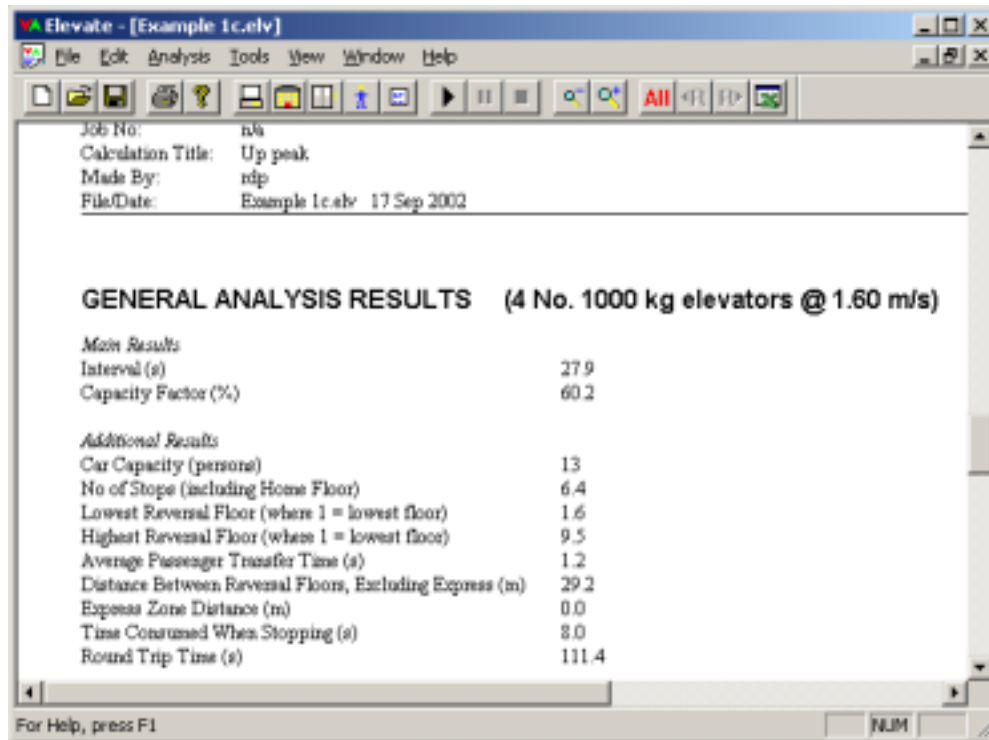 Elevate - [Example 1c.elv]
File Edit Analysis Tools View Window Help
All
Job No: n/a
Calculation Title: Up peak
Made By: rdp
File/Date: Example 1c.elv 17 Sep 2002
GENERAL ANALYSIS RESULTS (4 No. 1000 kg elevators @ 1.60 m/s)
Main Results
Interval (s) 27.9
Capacity Factor (%) 60.2
Additional Results
Car Capacity (persons) 13
No of Stops (including Home Floor) 6.4
Lowest Reversal Floor (where 1 = lowest floor) 1.6
Highest Reversal Floor (where 1 = lowest floor) 9.5
Average Passenger Transfer Time (s) 1.2
Distance Between Reversal Floors, Excluding Express (m) 29.2
Express Zone Distance (m) 0.0
Time Consumed When Stopping (s) 8.0
Round Trip Time (s) 111.4
For Help, press F1 NUM